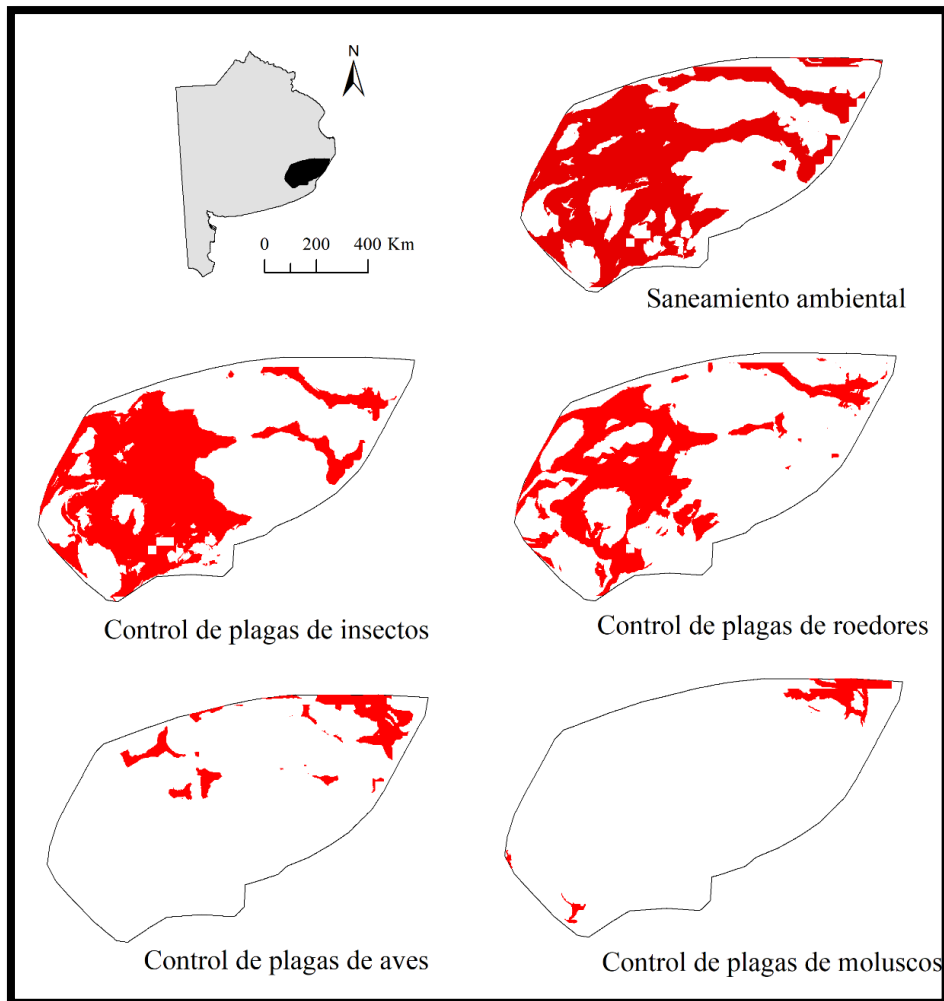 N
0 200 400 Km
Saneamiento ambiental
Control de plagas de insectos
Control de plagas de roedores
Control de plagas de aves
Control de plagas de moluscos